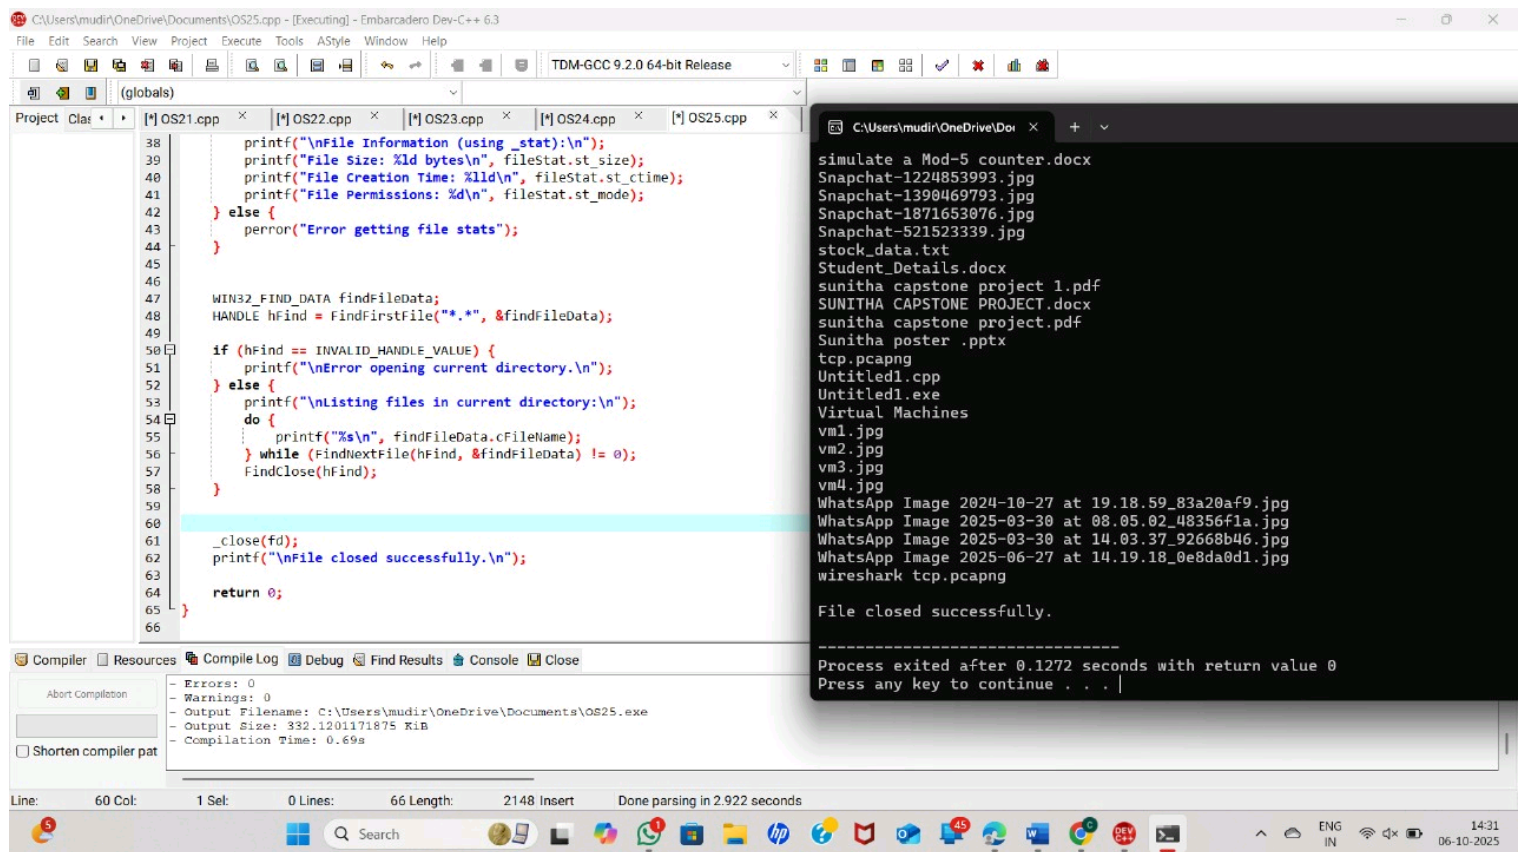 C:\Users\mudir\OneDrive\Documents\OS25.cpp - [Executing] - Embarcadero Dev-C++ 6.3
File Edit Search View Project Execute Tools AStyle Window Help
TDM-GCC 9.2.0 64-bit Release
(globals)
Project Clas
[*] OS21.cpp
[*] OS22.cpp
[*] OS23.cpp
[*] OS24.cpp
[*] OS25.cpp
38 printf("\nFile Information (using _stat):\n");
39 printf("File Size: %ld bytes\n", fileStat.st_size);
40 printf("File Creation Time: %lld\n", fileStat.st_ctime);
41 printf("File Permissions: %d\n", fileStat.st_mode);
42 } else {
43 perror("Error getting file stats");
44 }
45
46
47 WIN32_FIND_DATA findFileData;
48 HANDLE hFind = FindFirstFile("*.*", &findFileData);
49
50 if (hFind == INVALID_HANDLE_VALUE) {
51 printf("\nError opening current directory.\n");
52 } else {
53 printf("\nListing files in current directory:\n");
54 do {
55 printf("%s\n", findFileData.cFileName);
56 } while (FindNextFile(hFind, &findFileData) != 0);
57 FindClose(hFind);
58 }
59
60
61 _close(fd);
62 printf("\nFile closed successfully.\n");
63
64 return 0;
65 }
66
C:\Users\mudir\OneDrive\Do
simulate a Mod-5 counter.docx
Snapchat-1224853993.jpg
Snapchat-1390469793.jpg
Snapchat-1871653076.jpg
Snapchat-521523339.jpg
stock_data.txt
Student_Details.docx
sunitha capstone project 1.pdf
SUNITHA CAPSTONE PROJECT.docx
sunitha capstone project.pdf
Sunitha poster .pptx
tcp.pcapng
Untitled1.cpp
Untitled1.exe
Virtual Machines
vm1.jpg
vm2.jpg
vm3.jpg
vm4.jpg
WhatsApp Image 2024-10-27 at 19.18.59_83a20af9.jpg
WhatsApp Image 2025-03-30 at 08.05.02_48356f1a.jpg
WhatsApp Image 2025-03-30 at 14.03.37_92668b46.jpg
WhatsApp Image 2025-06-27 at 14.19.18_0e8da0d1.jpg
wireshark tcp.pcapng
File closed successfully.
--------------------------------
Process exited after 0.1272 seconds with return value 0
Press any key to continue . . .
Compiler Resources Compile Log Debug Find Results Console Close
Abort Compilation
Shorten compiler pat
- Errors: 0
- Warnings: 0
- Output Filename: C:\Users\mudir\OneDrive\Documents\OS25.exe
- Output Size: 332.1201171875 KiB
- Compilation Time: 0.69s
Line: 60 Col: 1 Sel: 0 Lines: 66 Length: 2148 Insert Done parsing in 2.922 seconds
5
Search
1
hp
45
C
DEV C++
ENG
IN
14:31
06-10-2025